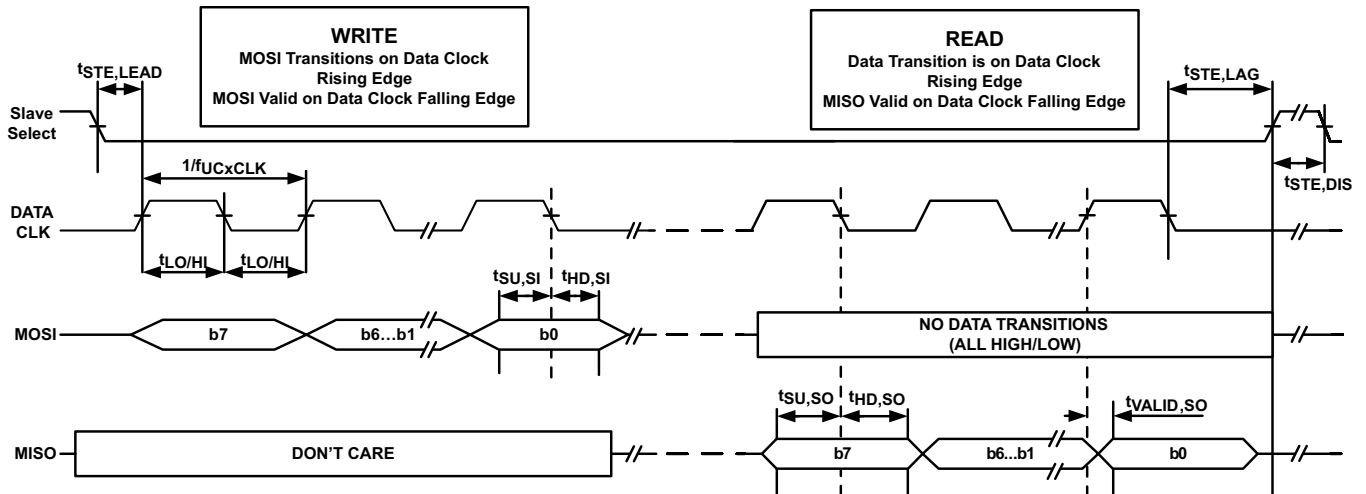 WRITE
MOSI Transitions on Data Clock
Rising Edge
MOSI Valid on Data Clock Falling Edge
READ
Data Transition is on Data Clock
Rising Edge
MISO Valid on Data Clock Falling Edge
tSTE,LEAD
tSTE,LAG
Slave
Select
tSTE,DIS
1/fUCxCLK
DATA
CLK
tLO/HI
tLO/HI
tSU,SI
tHD,SI
MOSI
b7
b6...b1
b0
NO DATA TRANSITIONS
(ALL HIGH/LOW)
tSU,SO
tHD,SO
tVALID,SO
MISO
DON'T CARE
b7
b6...b1
b0